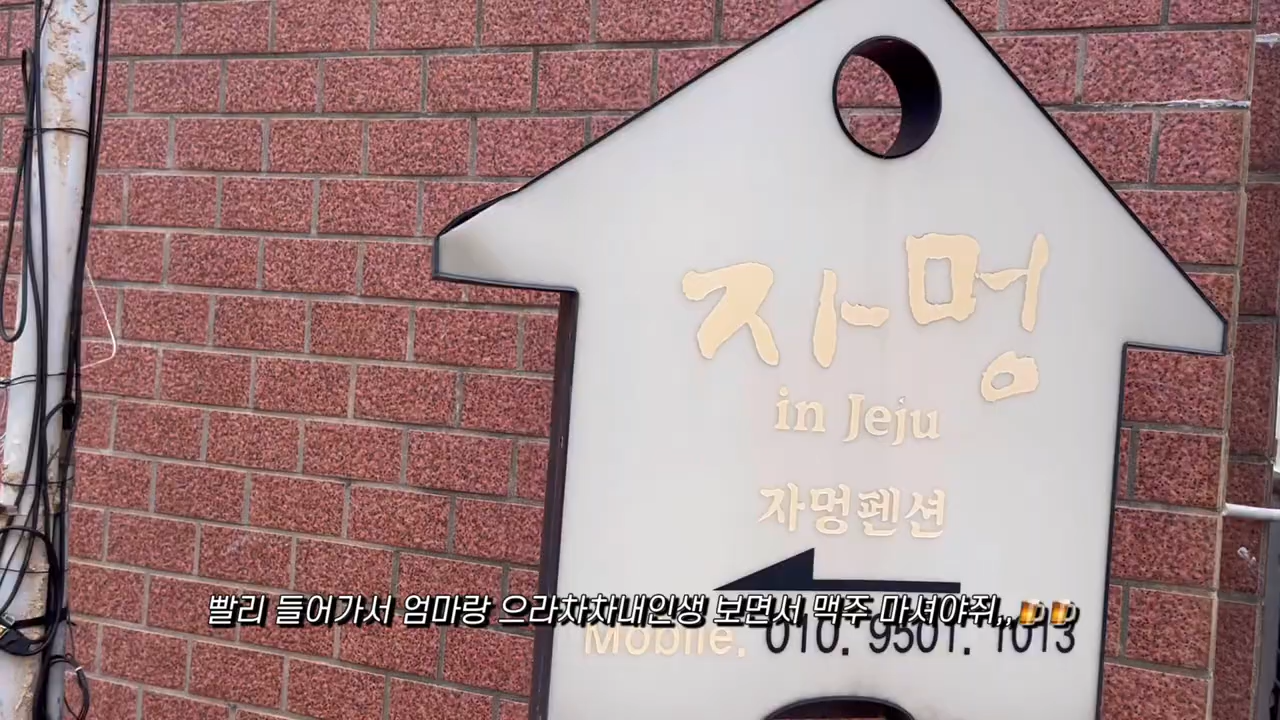 자멍
in Jeju
자멍펜션
빨리 들어가서 엄마랑 으라차차내인생 보면서 맥주 마셔야쥐,,🍻🍻
Mobile. 010. 9501. 1013